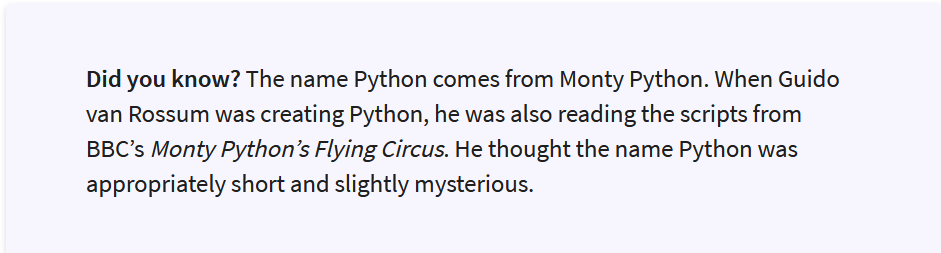 Did you know? The name Python comes from Monty Python. When Guido
van Rossum was creating Python, he was also reading the scripts from
BBC’s Monty Python’s Flying Circus. He thought the name Python was
appropriately short and slightly mysterious.